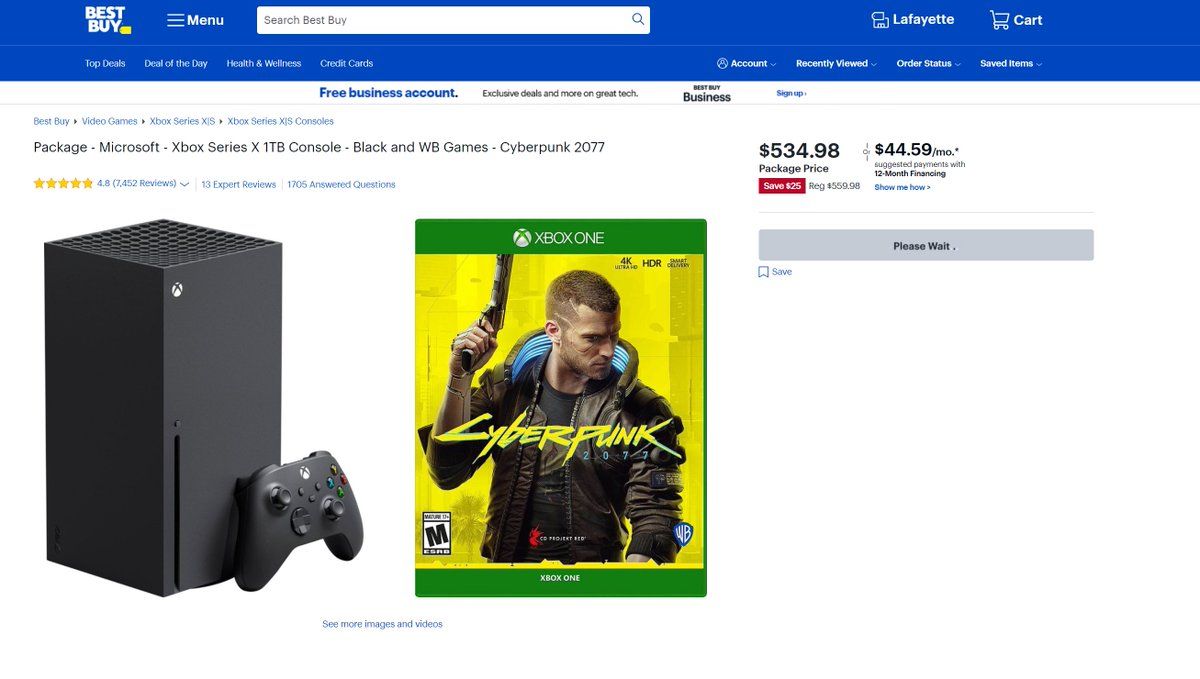 BEST BUY
Menu
Search Best Buy
Lafayette
Cart
Top Deals
Deal of the Day
Health & Wellness
Credit Cards
Account
Recently Viewed
Order Status
Saved Items
Free business account.
Exclusive deals and more on great tech.
BEST BUY
Business
Sign up ›
Best Buy
Video Games
Xbox Series X|S
Xbox Series X|S Consoles
Package - Microsoft - Xbox Series X 1TB Console - Black and WB Games - Cyberpunk 2077
4.8 (7,452 Reviews)
13 Expert Reviews
1705 Answered Questions
$534.98
Package Price
Save $25 Reg $559.98
or
$44.59/mo.*
suggested payments with
12-Month Financing
Show me how >
Please Wait .
Save
XBOX ONE
4K
ULTRA HD
HDR
SMART
DELIVERY
Cyberpunk
2077
MATURE 17+
M
ESRB
CD PROJEKT RED
WB
XBOX ONE
See more images and videos